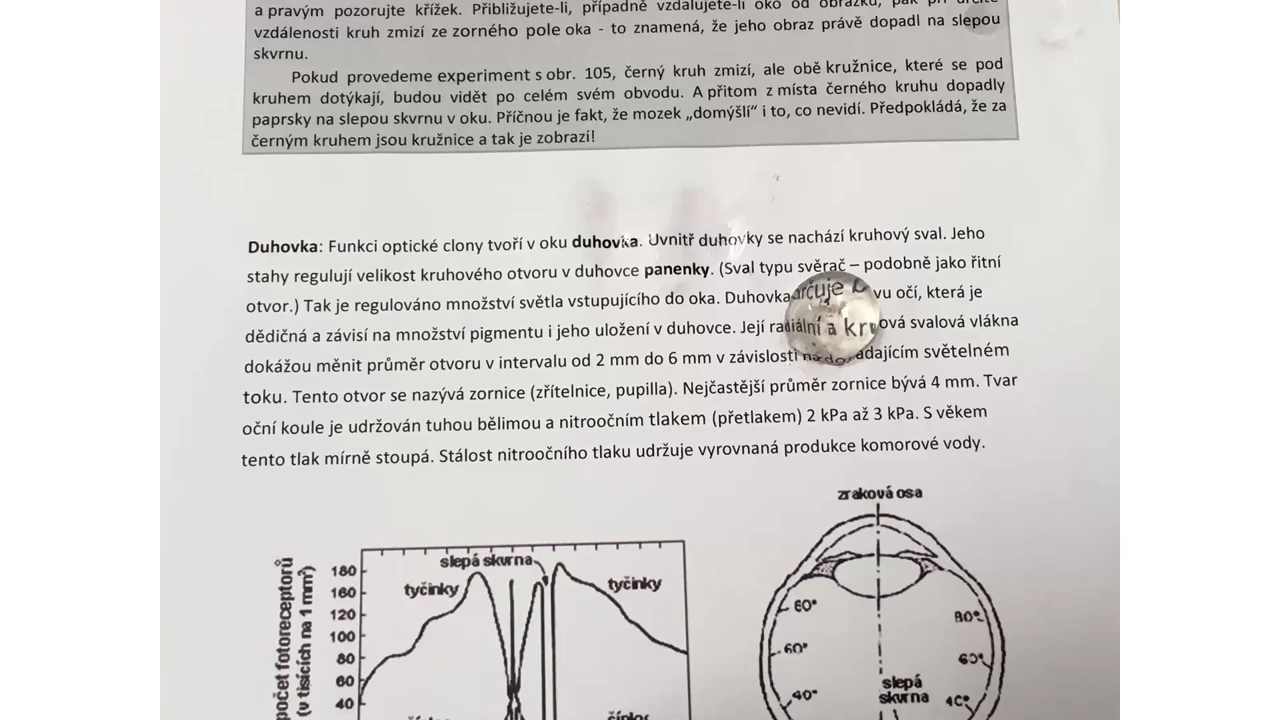 a pravým pozorujte křížek. Přibližujete-li, případně vzdalujete-li oko od obrázku, pak při určité
vzdálenosti kruh zmizí ze zorného pole oka - to znamená, že jeho obraz právě dopadl na slepou
skvrnu.
Pokud provedeme experiment s obr. 105, černý kruh zmizí, ale obě kružnice, které se pod
kruhem dotýkají, budou vidět po celém svém obvodu. A přitom z místa černého kruhu dopadly
paprsky na slepou skvrnu v oku. Příčnou je fakt, že mozek „domýšlí“ i to, co nevidí. Předpokládá, že za
černým kruhem jsou kružnice a tak je zobrazí!
Duhovka: Funkci optické clony tvoří v oku duhovka. Uvnitř duhovky se nachází kruhový sval. Jeho
stahy regulují velikost kruhového otvoru v duhovce panenky. (Sval typu svěrač – podobně jako řitní
otvor.) Tak je regulováno množství světla vstupujícího do oka. Duhovka určuje vu očí, která je
dědičná a závisí na množství pigmentu i jeho uložení v duhovce. Její radiální a kruhová svalová vlákna
dokážou měnit průměr otvoru v intervalu od 2 mm do 6 mm v závislosti na dopadajícím světelném
toku. Tento otvor se nazývá zornice (zřítelnice, pupilla). Nejčastější průměr zornice bývá 4 mm. Tvar
oční koule je udržován tuhou bělimou a nitroočním tlakem (přetlakem) 2 kPa až 3 kPa. S věkem
tento tlak mírně stoupá. Stálost nitroočního tlaku udržuje vyrovnaná produkce komorové vody.
počet fotoreceptorů
(v tisících na 1 mm²)
180
160
120
100
80
60
40
slepá skvrna
tyčinky
tyčinky
zraková osa
60°
80°
60°
60°
40°
40°
slepá
skvrna